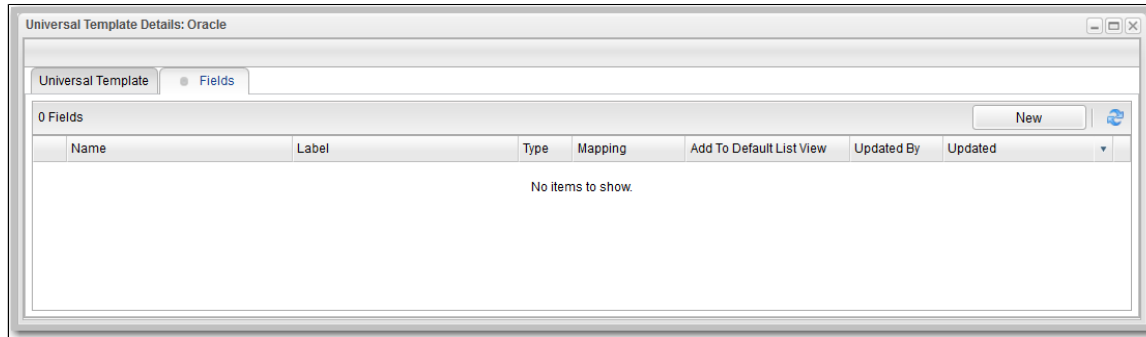 Universal Template Details: Oracle
Universal Template Fields
0 Fields New
Name Label Type Mapping Add To Default List View Updated By Updated
No items to show.